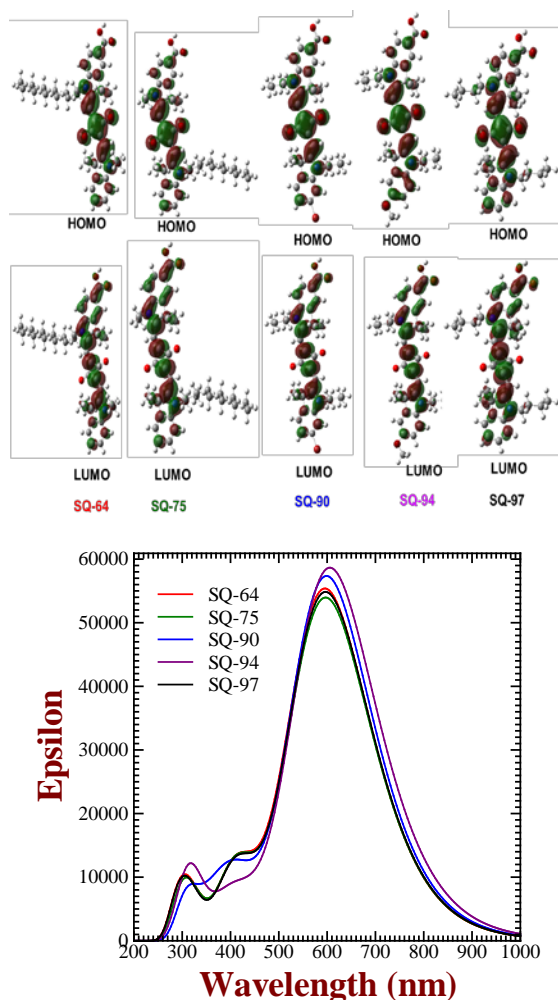 HOMO HOMO HOMO HOMO HOMO
LUMO LUMO LUMO LUMO LUMO
SQ-64 SQ-75 SQ-90 SQ-94 SQ-97
60000
50000
40000
30000
20000
10000
0
Epsilon
SQ-64
SQ-75
SQ-90
SQ-94
SQ-97
200 300 400 500 600 700 800 900 1000
Wavelength (nm)